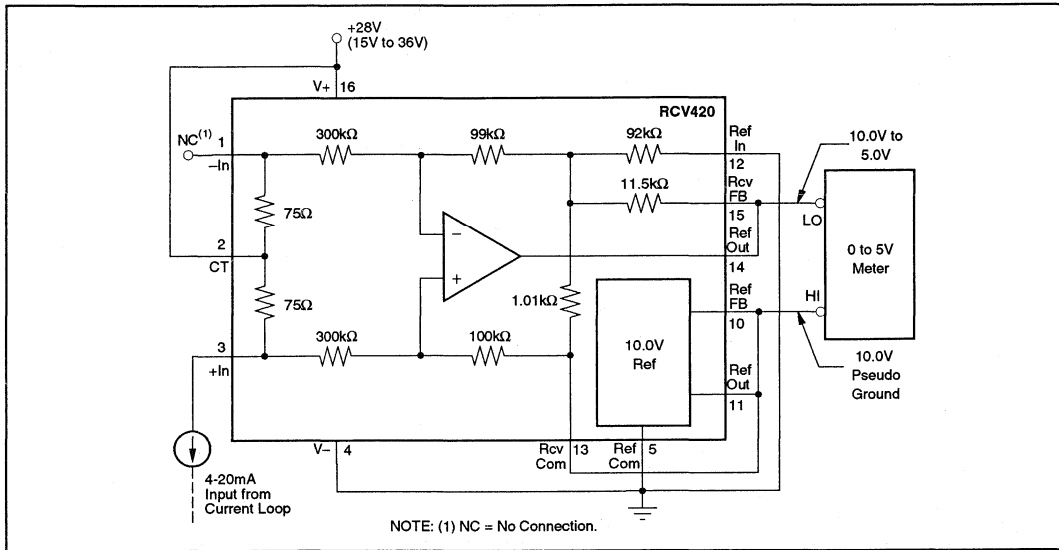 +28V
(15V to 36V)
V+ 16
RCV420
NC(1) 1
–In
300kΩ
99kΩ
92kΩ
Ref
In
12
11.5kΩ
Rcv
FB
15
10.0V to
5.0V
LO
75Ω
2
CT
75Ω
−
+
Ref
Out
14
0 to 5V
Meter
1.01kΩ
Ref
FB
10
HI
3
+In
300kΩ
100kΩ
10.0V
Ref
Ref
Out
11
10.0V
Pseudo
Ground
V– 4
Rcv
Com
13
Ref
Com
5
4-20mA
Input from
Current Loop
NOTE: (1) NC = No Connection.